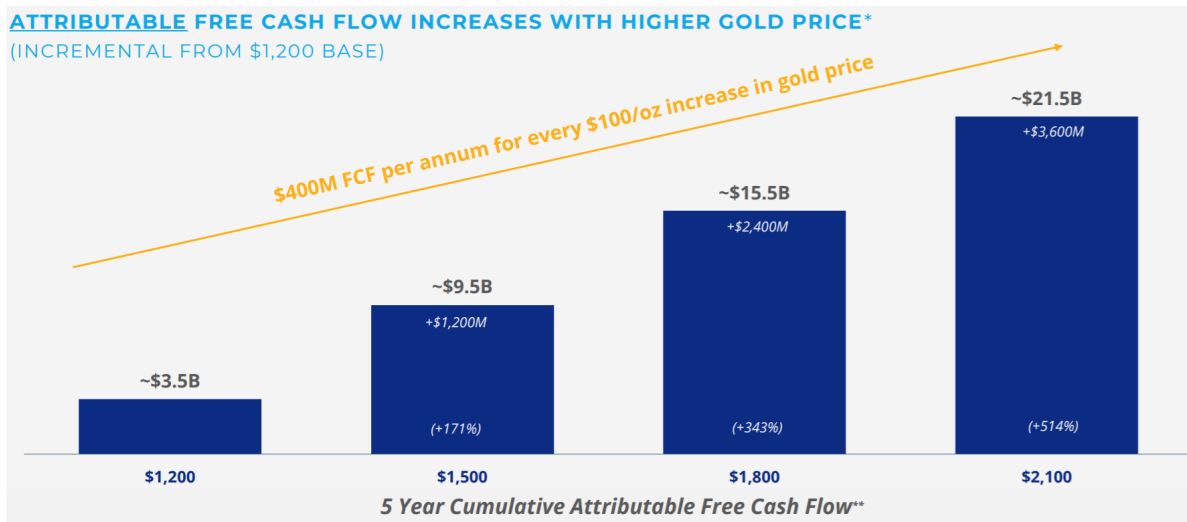 ATTRIBUTABLE FREE CASH FLOW INCREASES WITH HIGHER GOLD PRICE*
(INCREMENTAL FROM $1,200 BASE)
$400M FCF per annum for every $100/oz increase in gold price
~$3.5B
~$9.5B
+$1,200M
(+171%)
~$15.5B
+$2,400M
(+343%)
~$21.5B
+$3,600M
(+514%)
$1,200
$1,500
$1,800
$2,100
5 Year Cumulative Attributable Free Cash Flow**